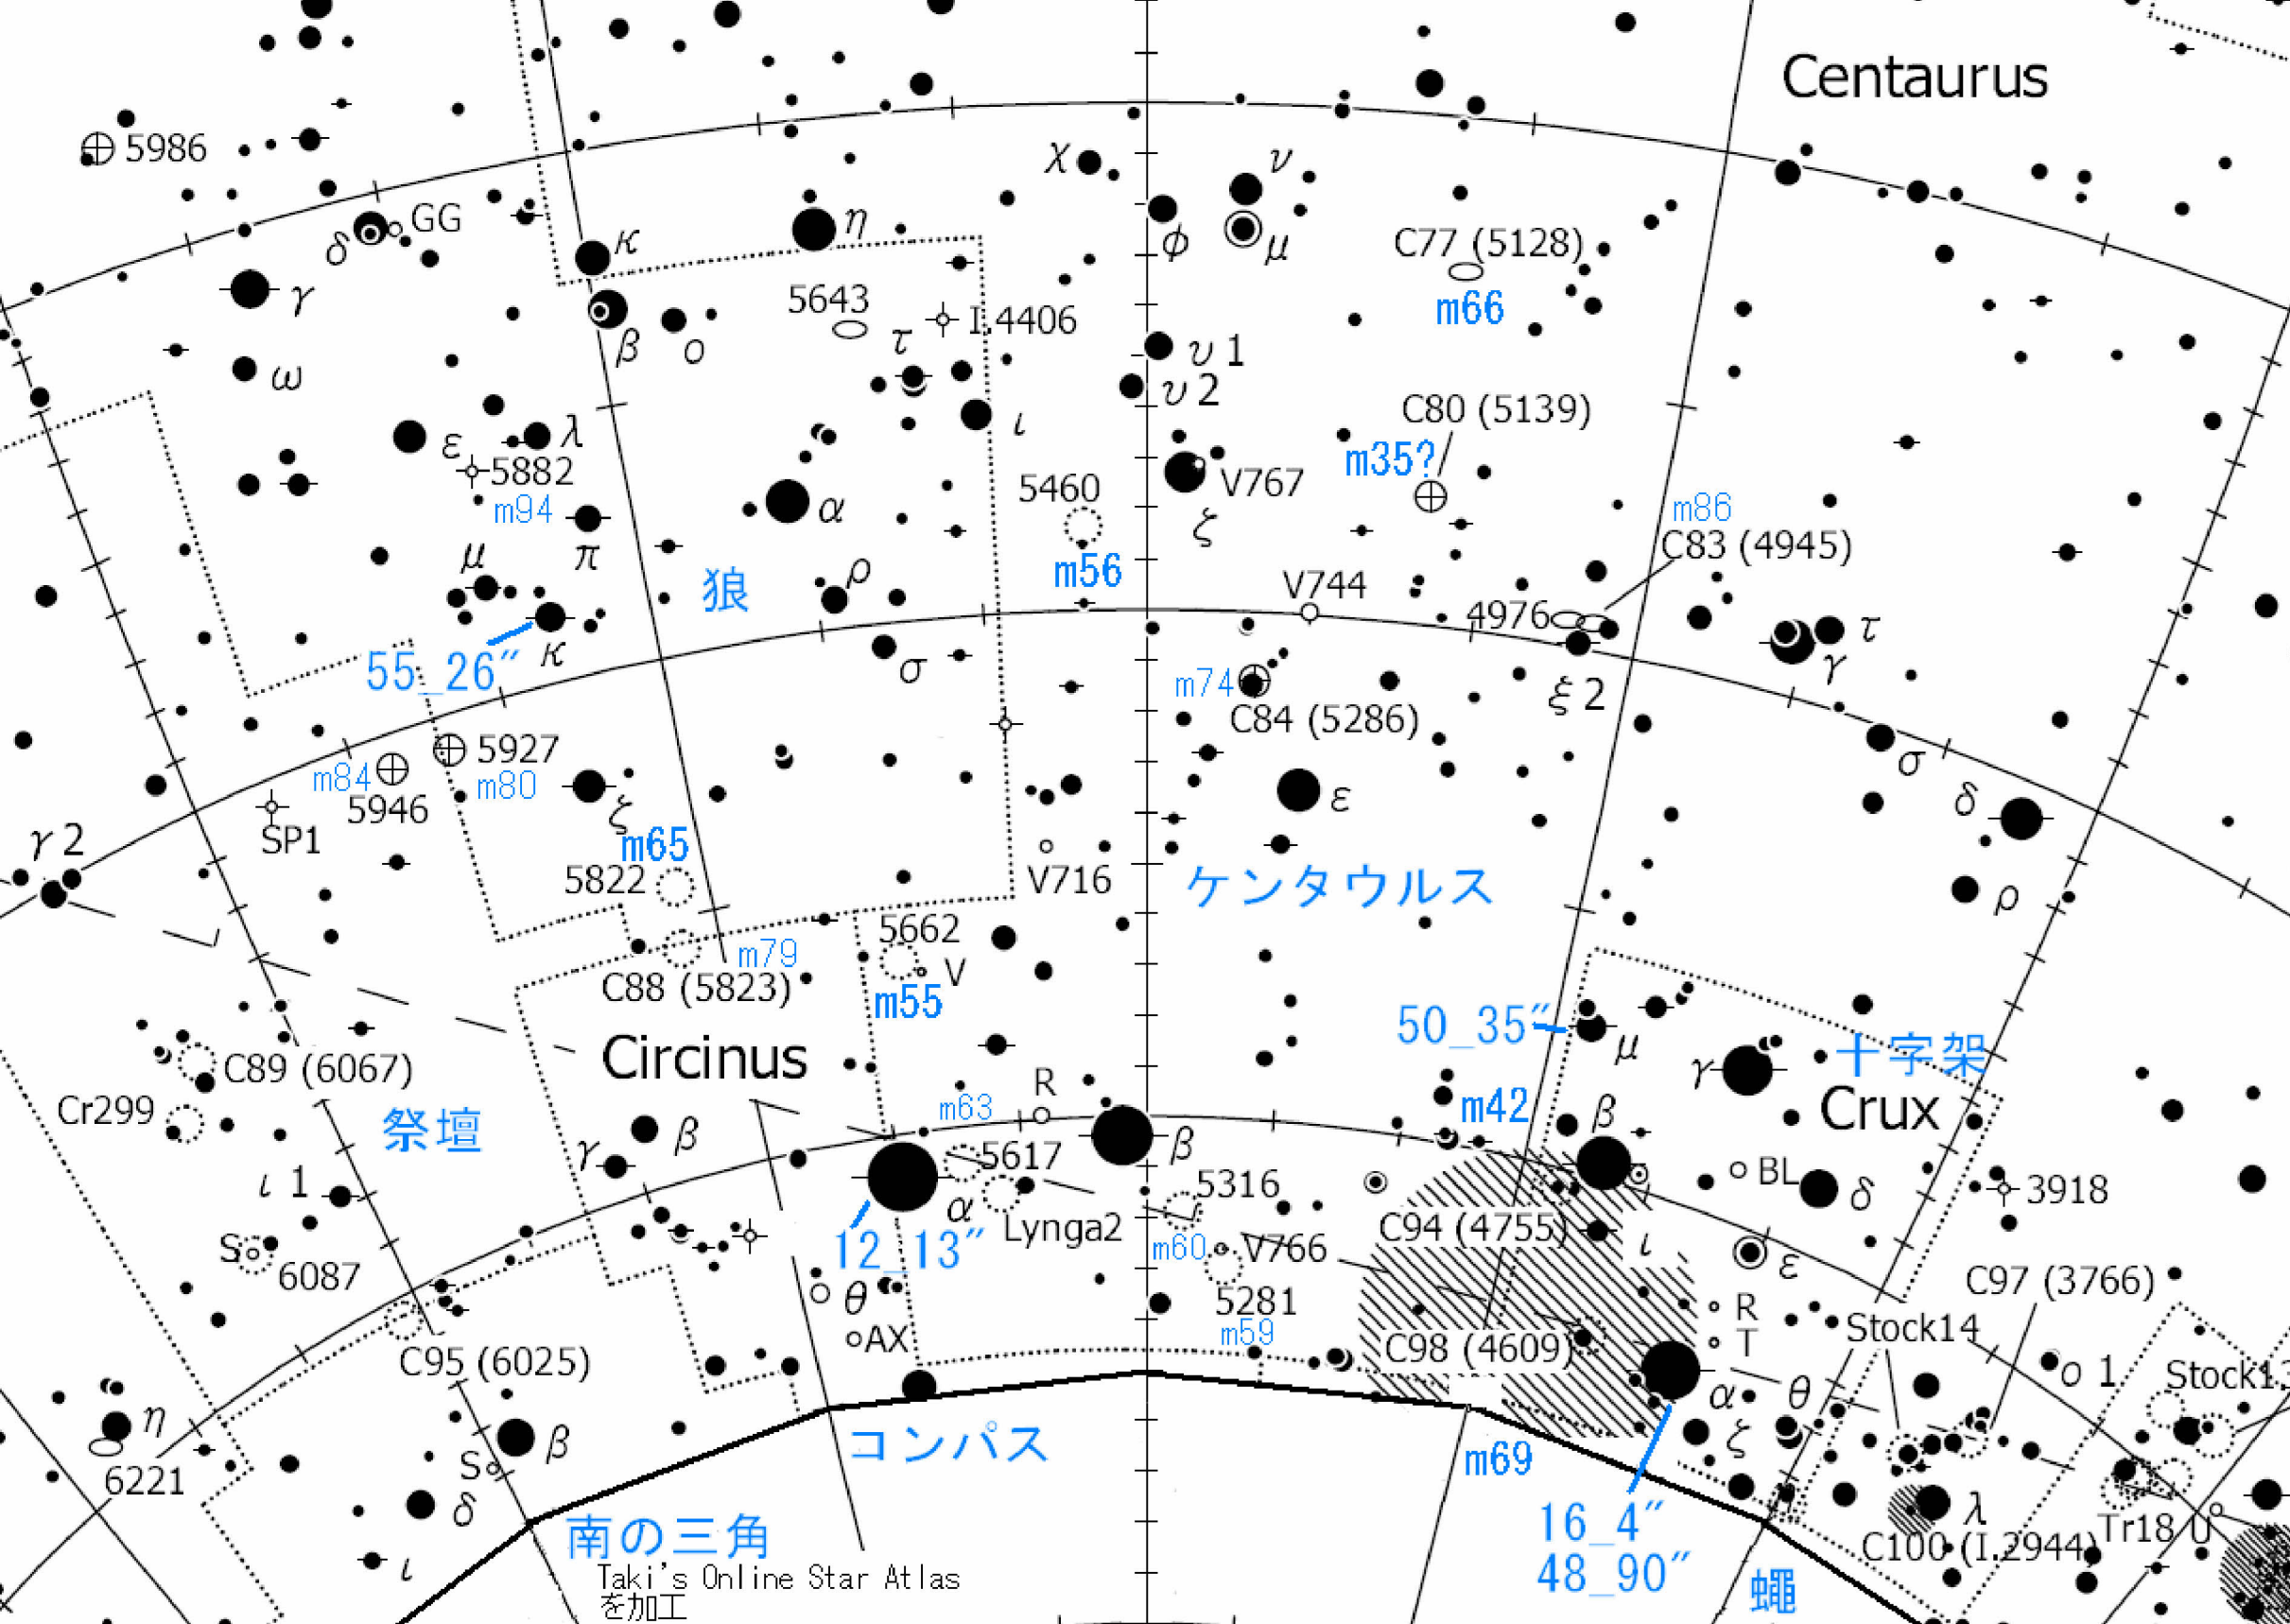 Centaurus
5986
χ
ν
GG
δ
η
κ
φ
μ
C77 (5128)
m66
γ
5643
I.4406
τ
β
ο
υ 1
υ 2
ω
C80 (5139)
m35?
ι
ε
λ
5882
m94
5460
V767
α
ζ
m86
C83 (4945)
μ
π
狼
ρ
m56
V744
4976
55_26″
κ
σ
τ
γ
ξ 2
m74
C84 (5286)
5927
m84
m80
5946
ζ
ε
σ
δ
SP1
γ 2
m65
5822
V716
ケンタウルス
ρ
5662
m79
V
C88 (5823)
m55
50_35″
μ
Circinus
C89 (6067)
γ
十字架
Cr299
祭壇
R
m63
m42
β
Crux
β
γ
β
5617
ι 1
α
Lynga2
5316
BL
δ
3918
S
6087
12_13″
m60
V766
C94 (4755)
ι
ε
C97 (3766)
θ
AX
5281
m59
R
T
Stock14
C98 (4609)
C95 (6025)
ο 1
α
θ
η
β
コンパス
m69
ζ
S
6221
δ
16_4″
λ
Tr18
U
南の三角
48_90″
C100 (I.2944)
ι
Taki's Online Star Atlas
を加工
蠅